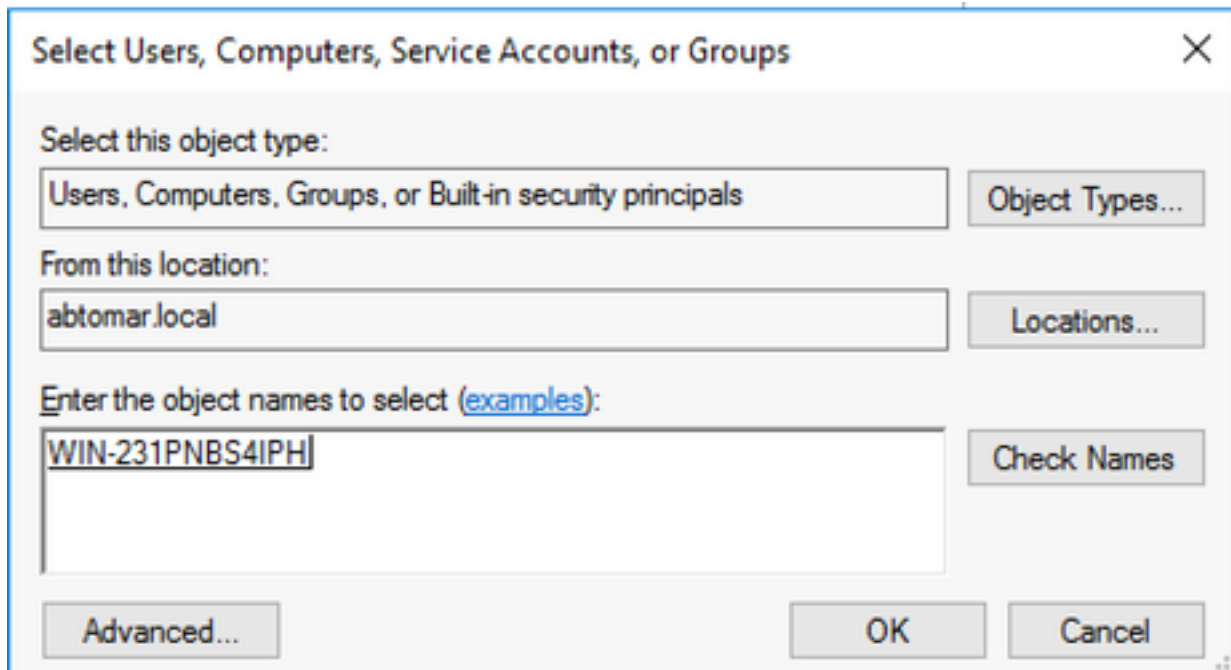 Select Users, Computers, Service Accounts, or Groups
Select this object type:
Users, Computers, Groups, or Built-in security principals
Object Types...
From this location:
abtomar.local
Locations...
Enter the object names to select (examples):
WIN-231PNBS4IPH
Check Names
Advanced...
OK
Cancel